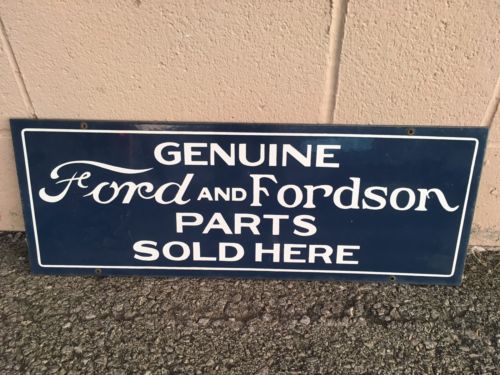 GENUINE
Ford AND Fordson
PARTS
SOLD HERE